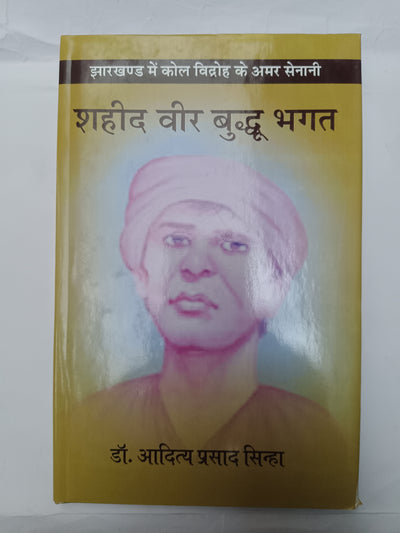 झारखण्ड में कोल विद्रोह के अमर सेनानी
शहीद वीर बुद्धू भगत
डॉ. आदित्य प्रसाद सिन्हा